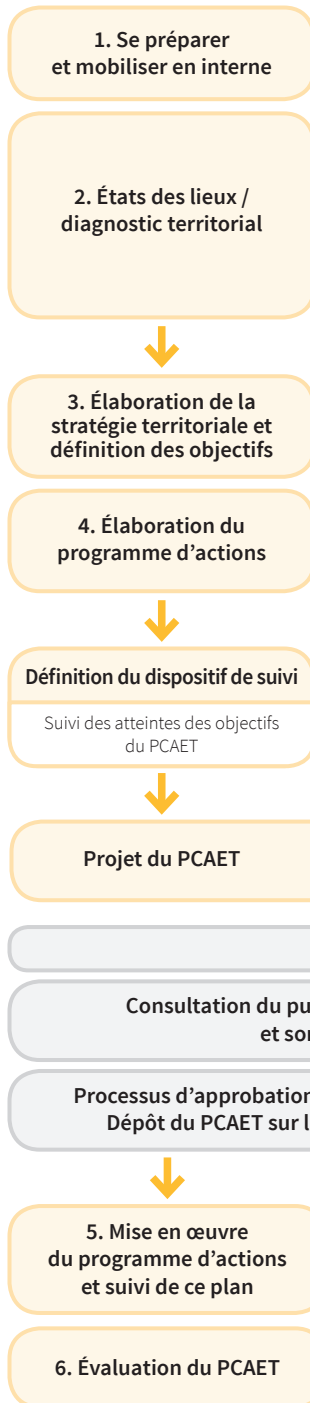 1. Se préparer
et mobiliser en interne
2. États des lieux /
diagnostic territorial
3. Élaboration de la
stratégie territoriale et
définition des objectifs
4. Élaboration du
programme d'actions
Définition du dispositif de suivi
Suivi des atteintes des objectifs
du PCAET
Projet du PCAET
Consultation du pu
et so
Processus d'approbation
Dépôt du PCAET sur l
5. Mise en œuvre
du programme d'actions
et suivi de ce plan
6. Évaluation du PCAET